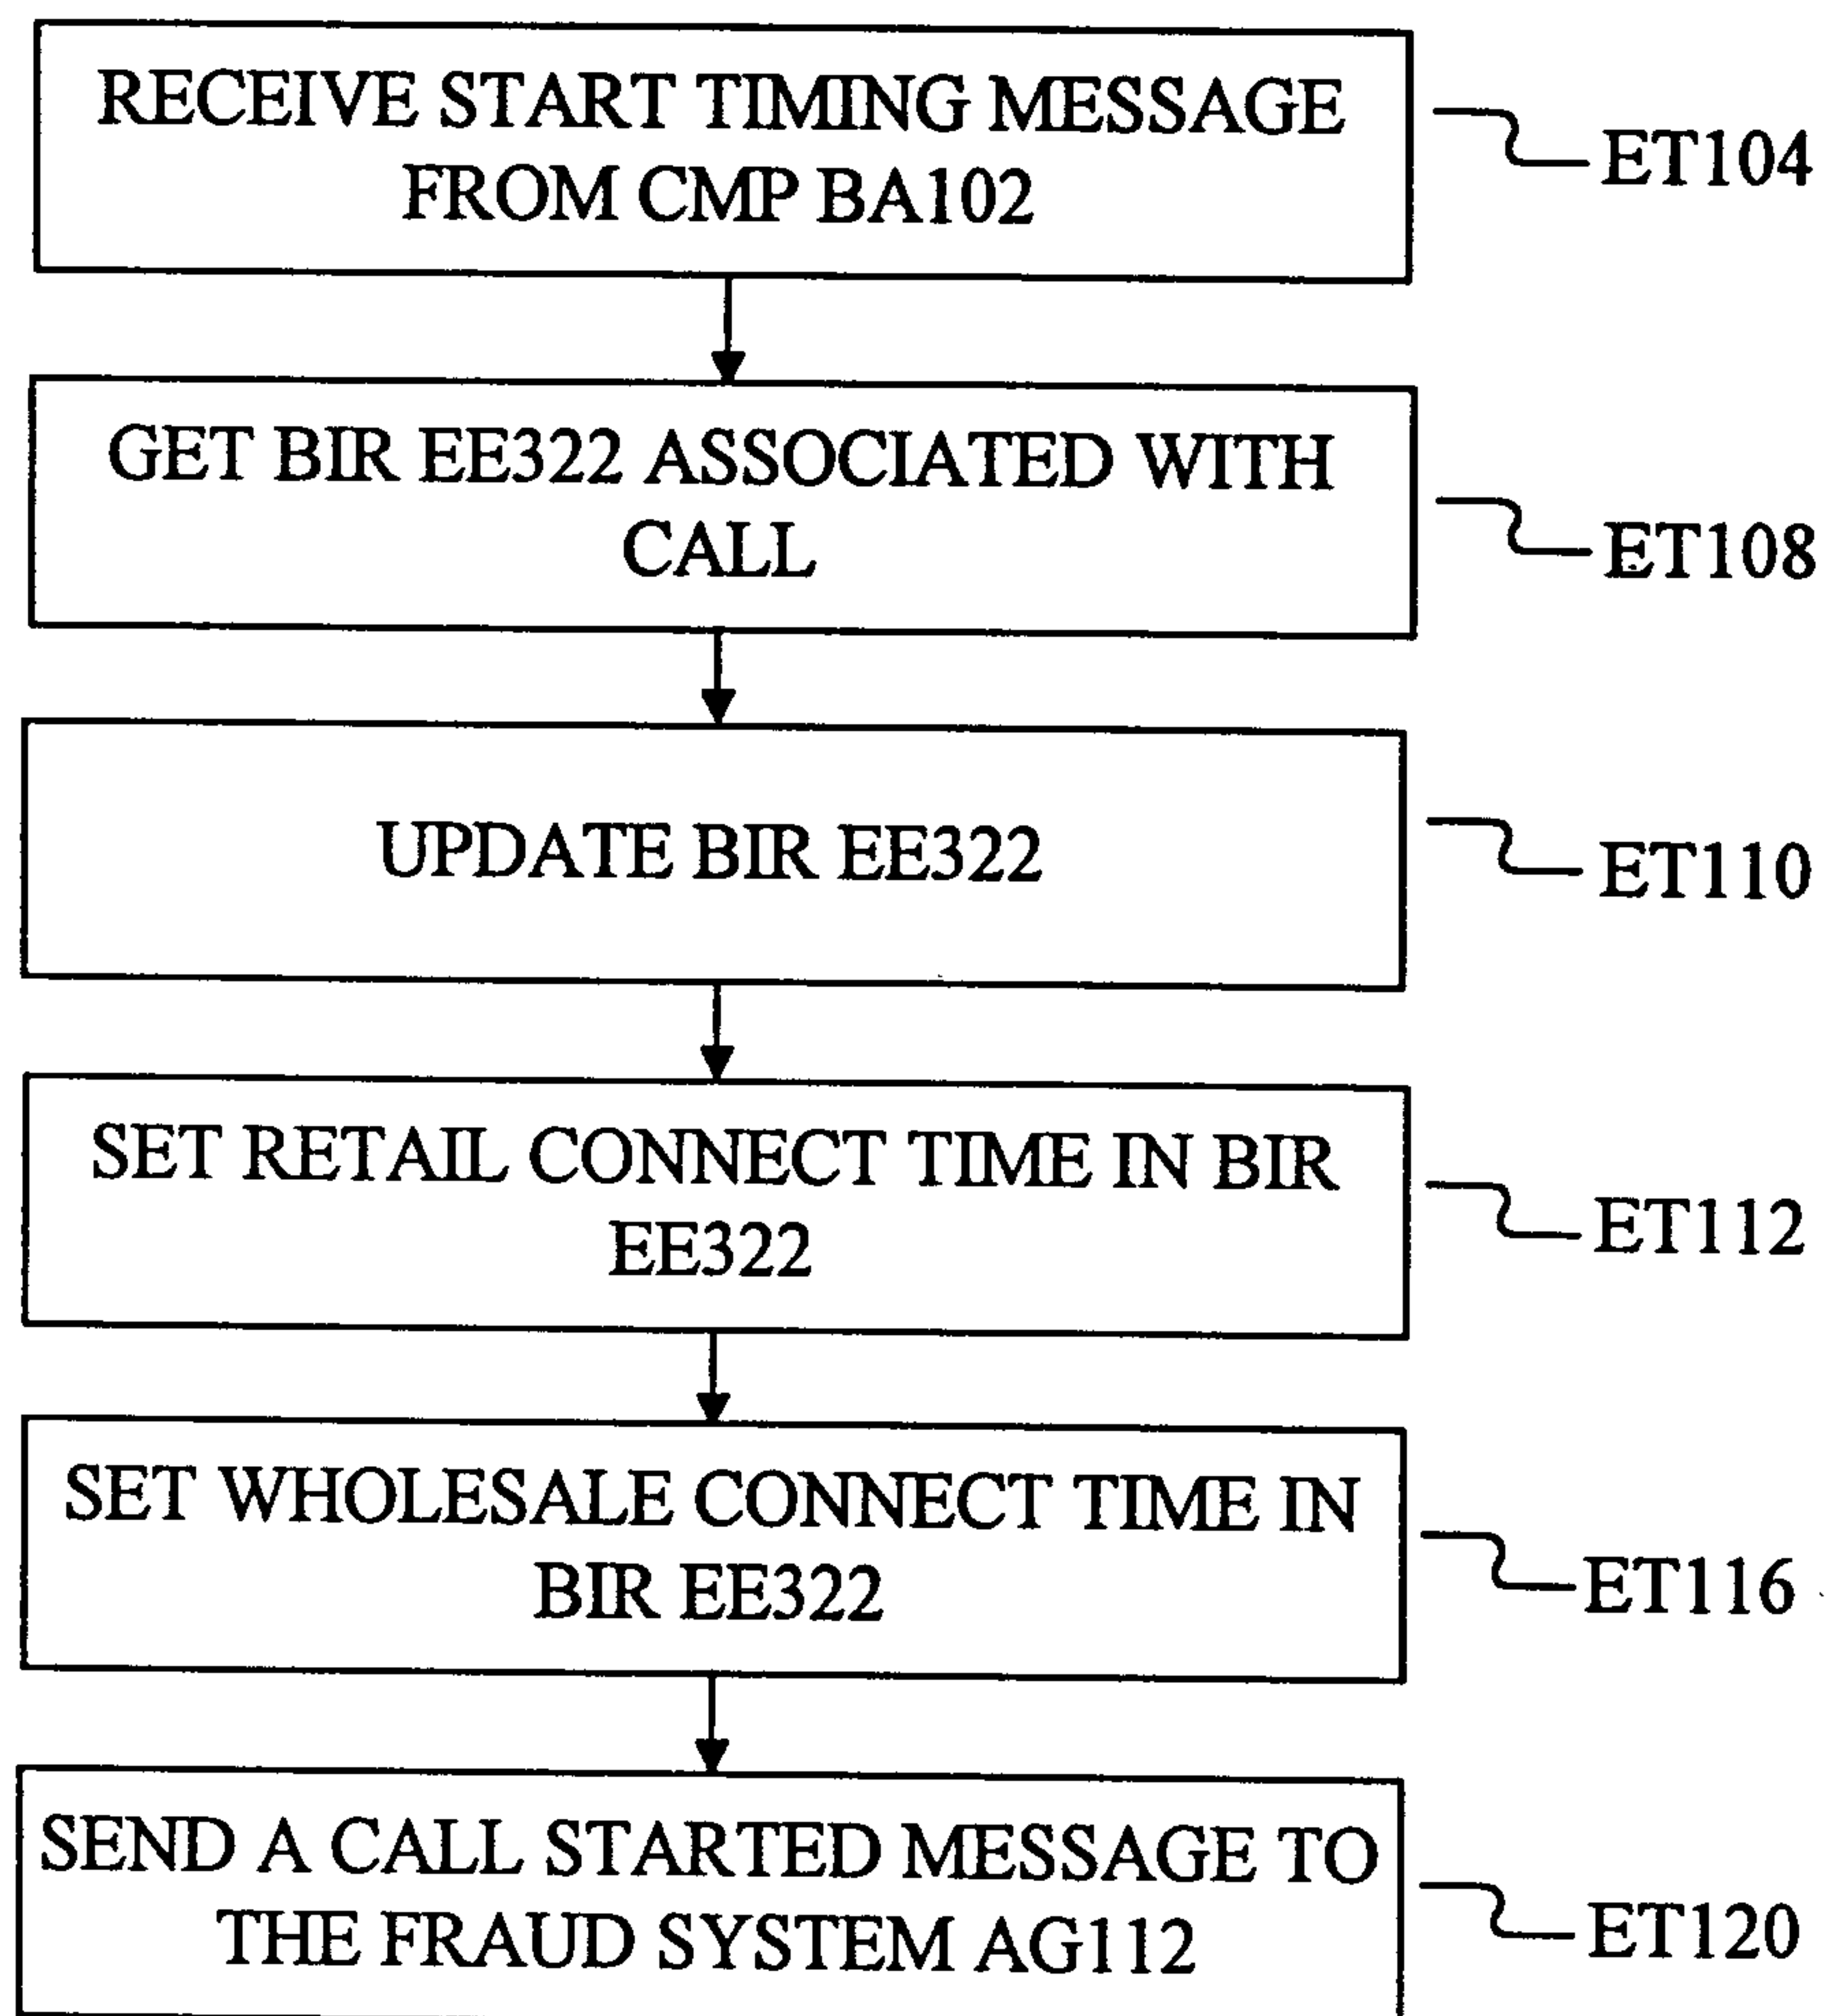 RECEIVE START TIMING MESSAGE
FROM CMP BA102
ET104
GET BIR EE322 ASSOCIATED WITH
CALL
ET108
UPDATE BIR EE322
ET110
SET RETAIL CONNECT TIME IN BIR
EE322
ET112
SET WHOLESALE CONNECT TIME IN
BIR EE322
ET116
SEND A CALL STARTED MESSAGE TO
THE FRAUD SYSTEM AG112
ET120